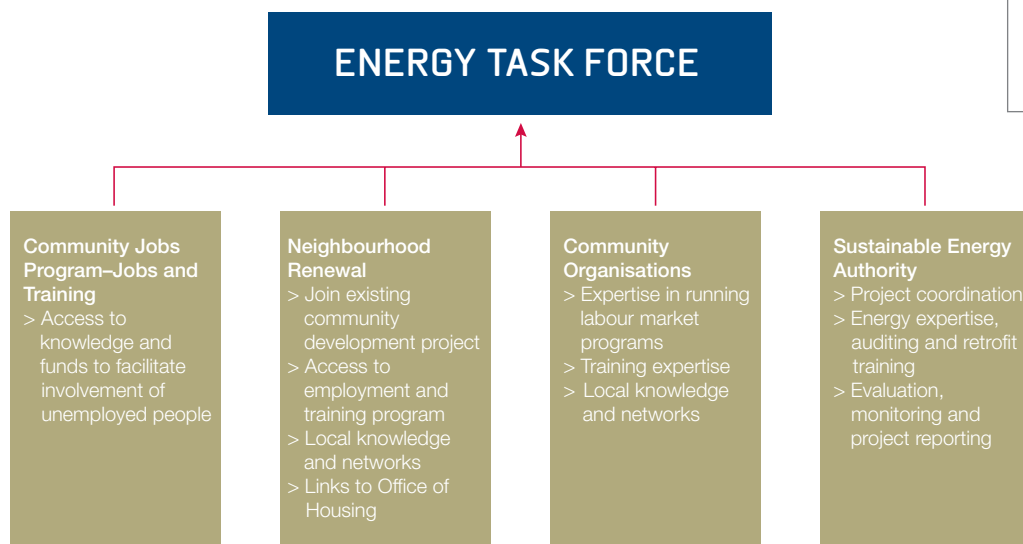 ENERGY TASK FORCE
Community Jobs
Program–Jobs and
Training
> Access to
knowledge and
funds to facilitate
involvement of
unemployed people
Neighbourhood
Renewal
> Join existing
community
development project
> Access to
employment and
training program
> Local knowledge
and networks
> Links to Office of
Housing
Community
Organisations
> Expertise in running
labour market
programs
> Training expertise
> Local knowledge
and networks
Sustainable Energy
Authority
> Project coordination
> Energy expertise,
auditing and retrofit
training
> Evaluation,
monitoring and
project reporting